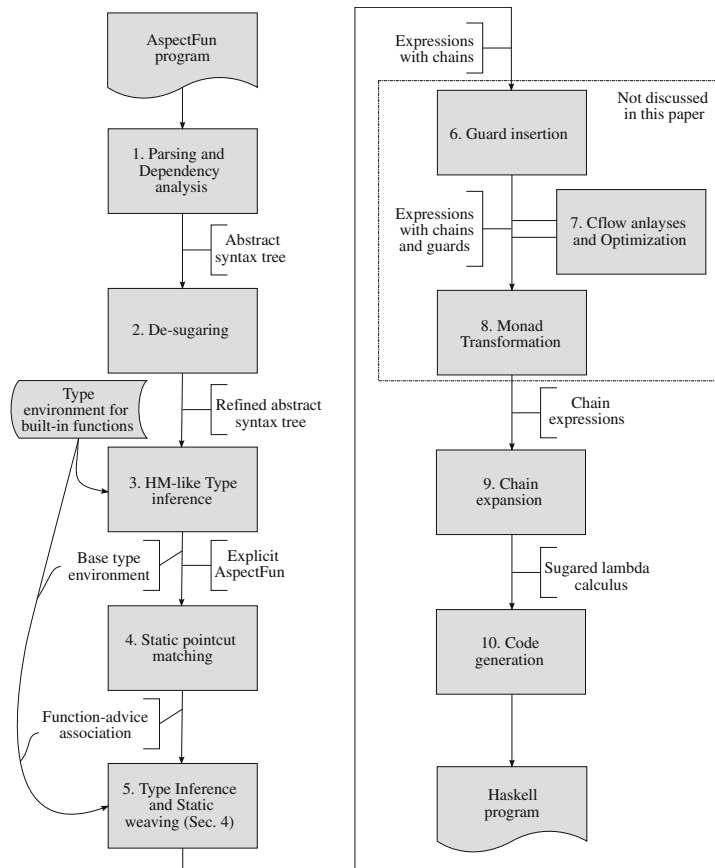 AspectFun
program
1. Parsing and
Dependency
analysis
Abstract
syntax tree
2. De-sugaring
Type
environment for
built-in functions
Refined abstract
syntax tree
3. HM-like Type
inference
Base type
environment
Explicit
AspectFun
4. Static pointcut
matching
Function-advice
association
5. Type Inference
and Static
weaving (Sec. 4)
Expressions
with chains
Not discussed
in this paper
6. Guard insertion
Expressions
with chains
and guards
7. Cflow anlayses
and Optimization
8. Monad
Transformation
Chain
expressions
9. Chain
expansion
Sugared lambda
calculus
10. Code
generation
Haskell
program